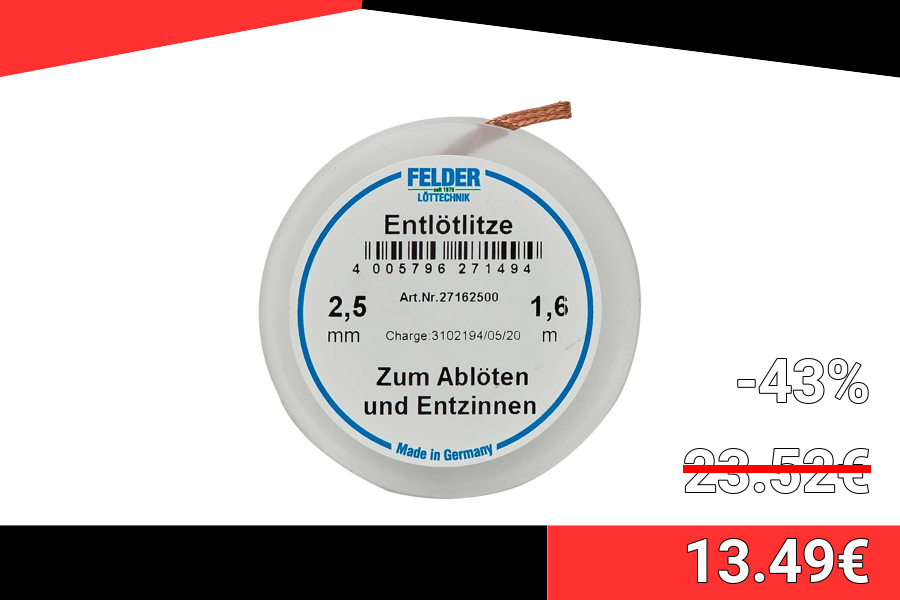 FELDER
seit 1979
LÖTTECHNIK
Entlötlitze
4 005796 271494
Art.Nr.27162500
2,5 mm
1,6 m
Charge:3102194/05/20
Zum Ablöten
und Entzinnen
Made in Germany
-43%
23.52€
13.49€